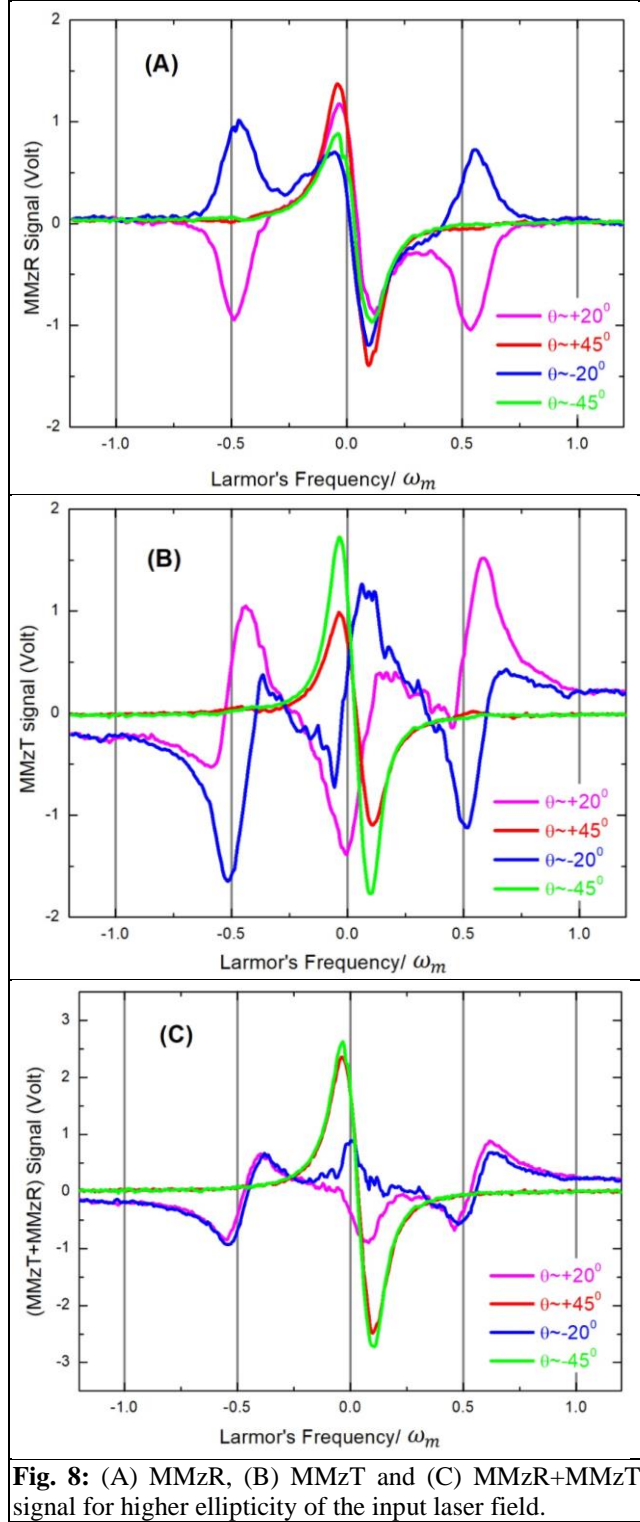 2
(A)
1
0
-1
-2
MMzR Signal (Volt)
θ~+20⁰
θ~+45⁰
θ~-20⁰
θ~-45⁰
-1.0 -0.5 0.0 0.5 1.0
Larmor's Frequency/ ωₘ
2
(B)
1
0
-1
-2
MMzT signal (Volt)
θ~+20⁰
θ~+45⁰
θ~-20⁰
θ~-45⁰
-1.0 -0.5 0.0 0.5 1.0
Larmor's Frequency/ ωₘ
3
(C)
2
1
0
-1
-2
-3
(MMzT+MMzR) Signal (Volt)
θ~+20⁰
θ~+45⁰
θ~-20⁰
θ~-45⁰
-1.0 -0.5 0.0 0.5 1.0
Larmor's Frequency/ ωₘ
Fig. 8: (A) MMzR, (B) MMzT and (C) MMzR+MMzT
signal for higher ellipticity of the input laser field.